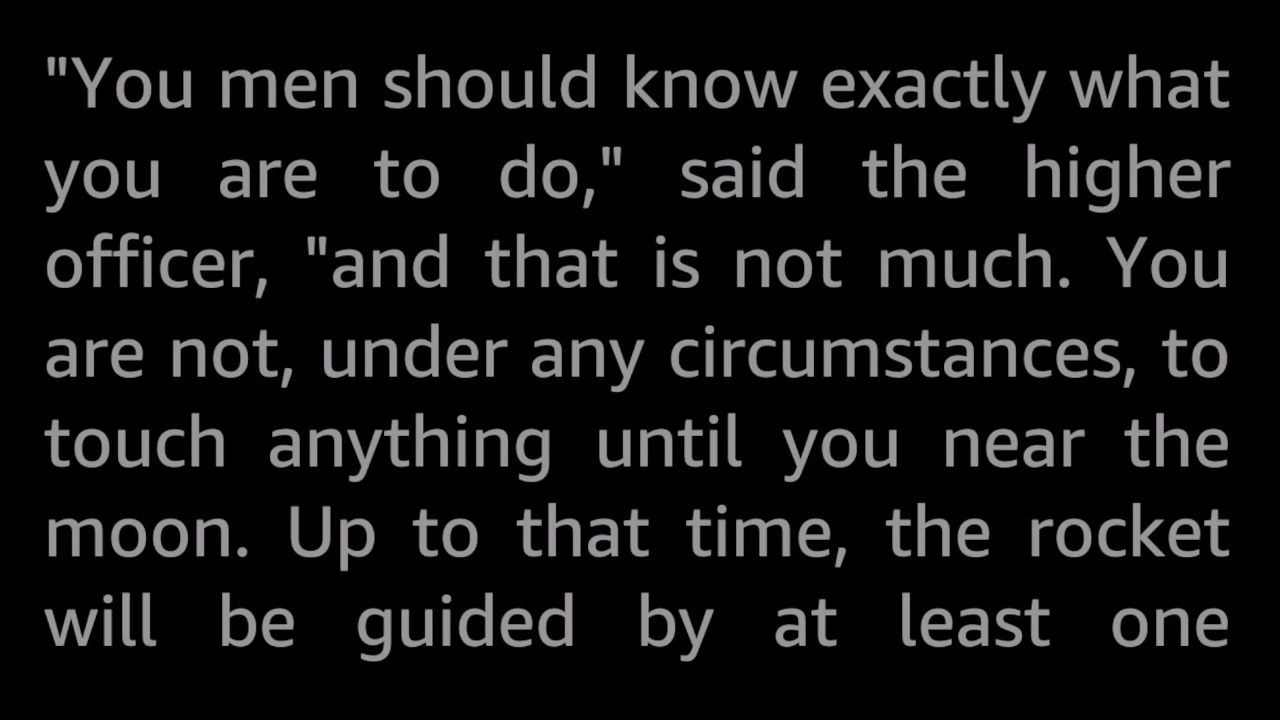 "You men should know exactly what
you are to do," said the higher
officer, "and that is not much. You
are not, under any circumstances, to
touch anything until you near the
moon. Up to that time, the rocket
will be guided by at least one